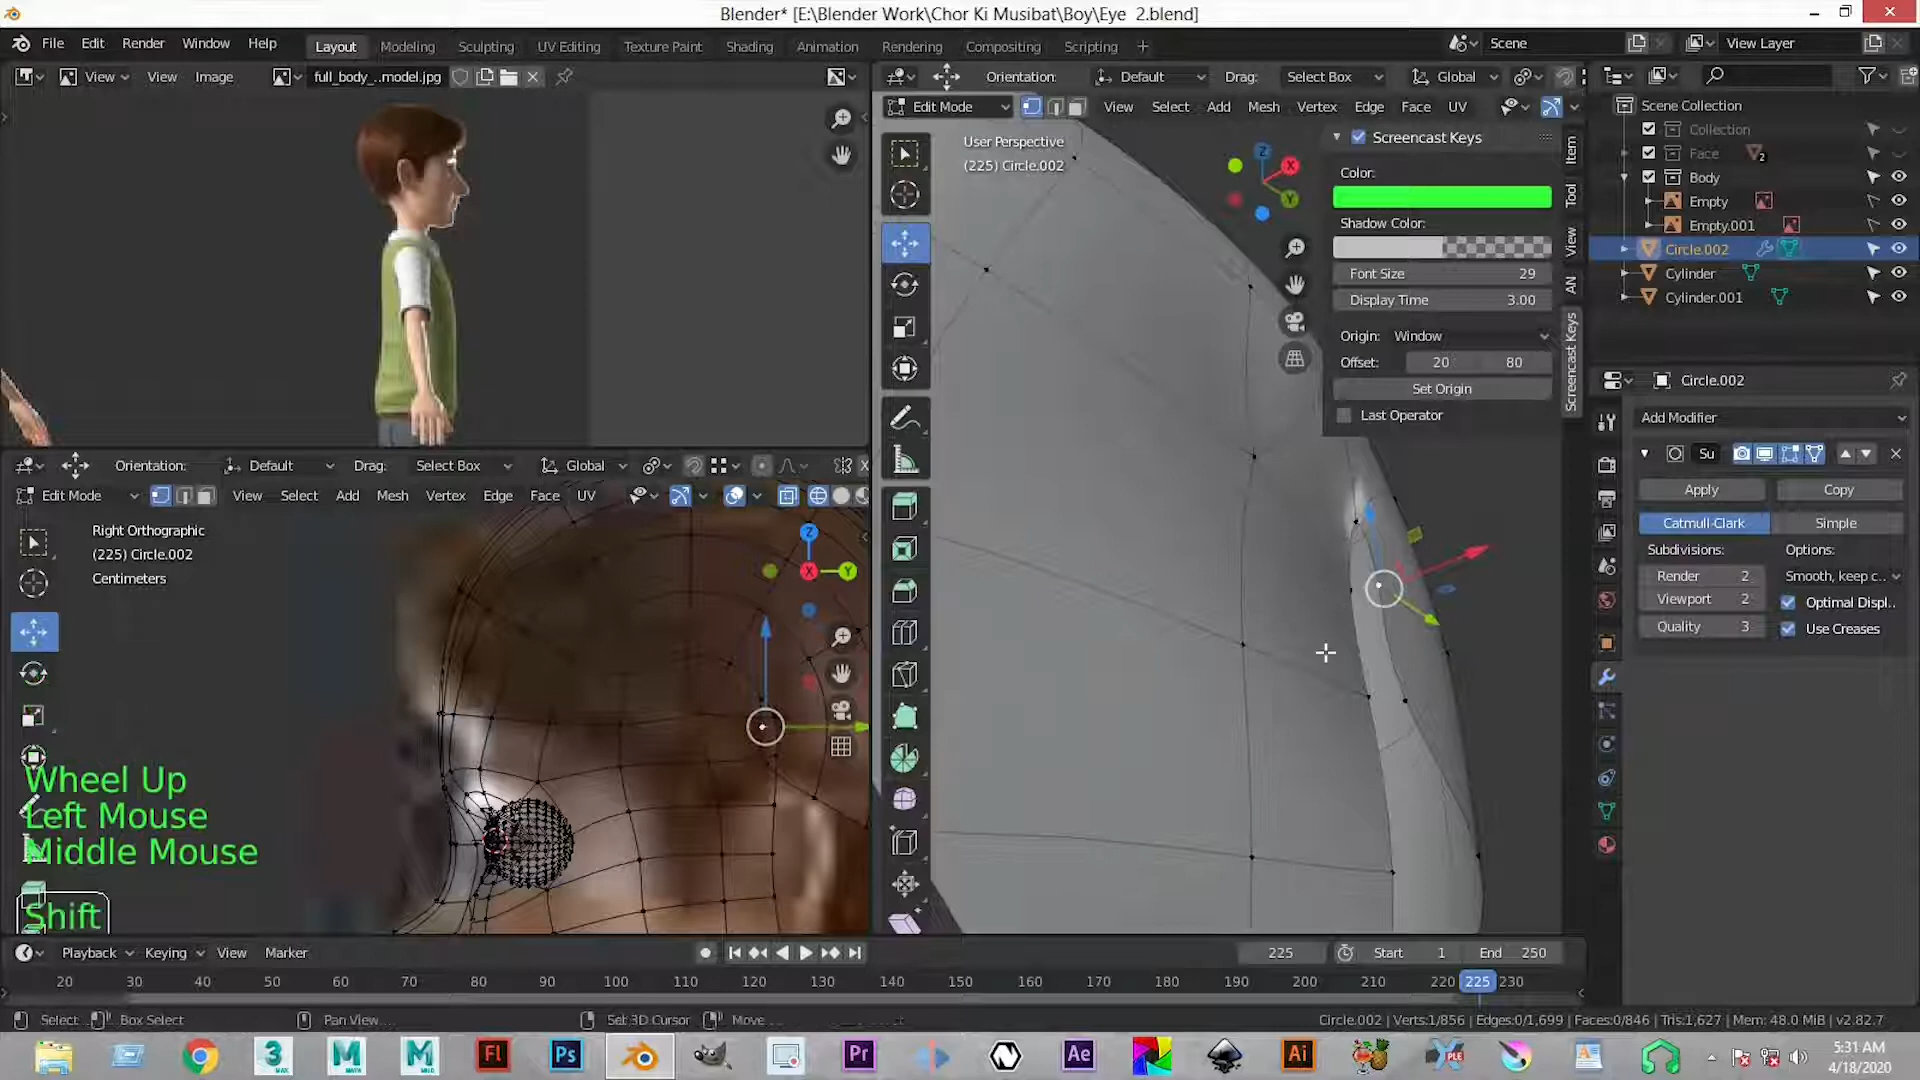 Blender* [E:\Blender Work\Chor Ki Musibat\Boy\Eye  2.blend]
File Edit Render Window Help Layout Modeling Sculpting UV Editing Texture Paint Shading Animation Rendering Compositing Scripting + Scene View Layer
View View Image full_body_..model.jpg
Orientation: Default Drag: Select Box Global
Edit Mode View Select Add Mesh Vertex Edge Face UV
User Perspective
(225) Circle.002
Z
X
Y
Screencast Keys
Color:
Shadow Color:
Font Size 29
Display Time 3.00
Origin: Window
Offset: 20 80
Set Origin
Last Operator
Item
Tool
View
AN
Screencast Keys
Scene Collection
Collection
Face 2
Body
Empty
Empty.001
Circle.002
Cylinder
Cylinder.001
Circle.002
Add Modifier
Su
Apply Copy
Catmull-Clark Simple
Subdivisions: Options:
Render 2 Smooth, keep c..
Viewport 2 Optimal Displ..
Quality 3 Use Creases
Orientation: Default Drag: Select Box Global
Edit Mode View Select Add Mesh Vertex Edge Face UV
Right Orthographic
(225) Circle.002
Centimeters
Z
X
Y
Wheel Up
Left Mouse
Middle Mouse
Shift
Playback Keying View Marker 225 Start 1 End 250
20 30 40 50 60 70 80 90 100 110 120 130 140 150 160 170 180 190 200 210 220 225 230
Select Box Select Pan View Set 3D Cursor Move
Circle.002 | Verts:1/856 | Edges:0/1,699 | Faces:0/846 | Tris:1,627 | Mem: 48.0 MiB | v2.82.7
3 MAX M M Fl Ps Pr N Ae Ai PLE A
5:31 AM
4/18/2020